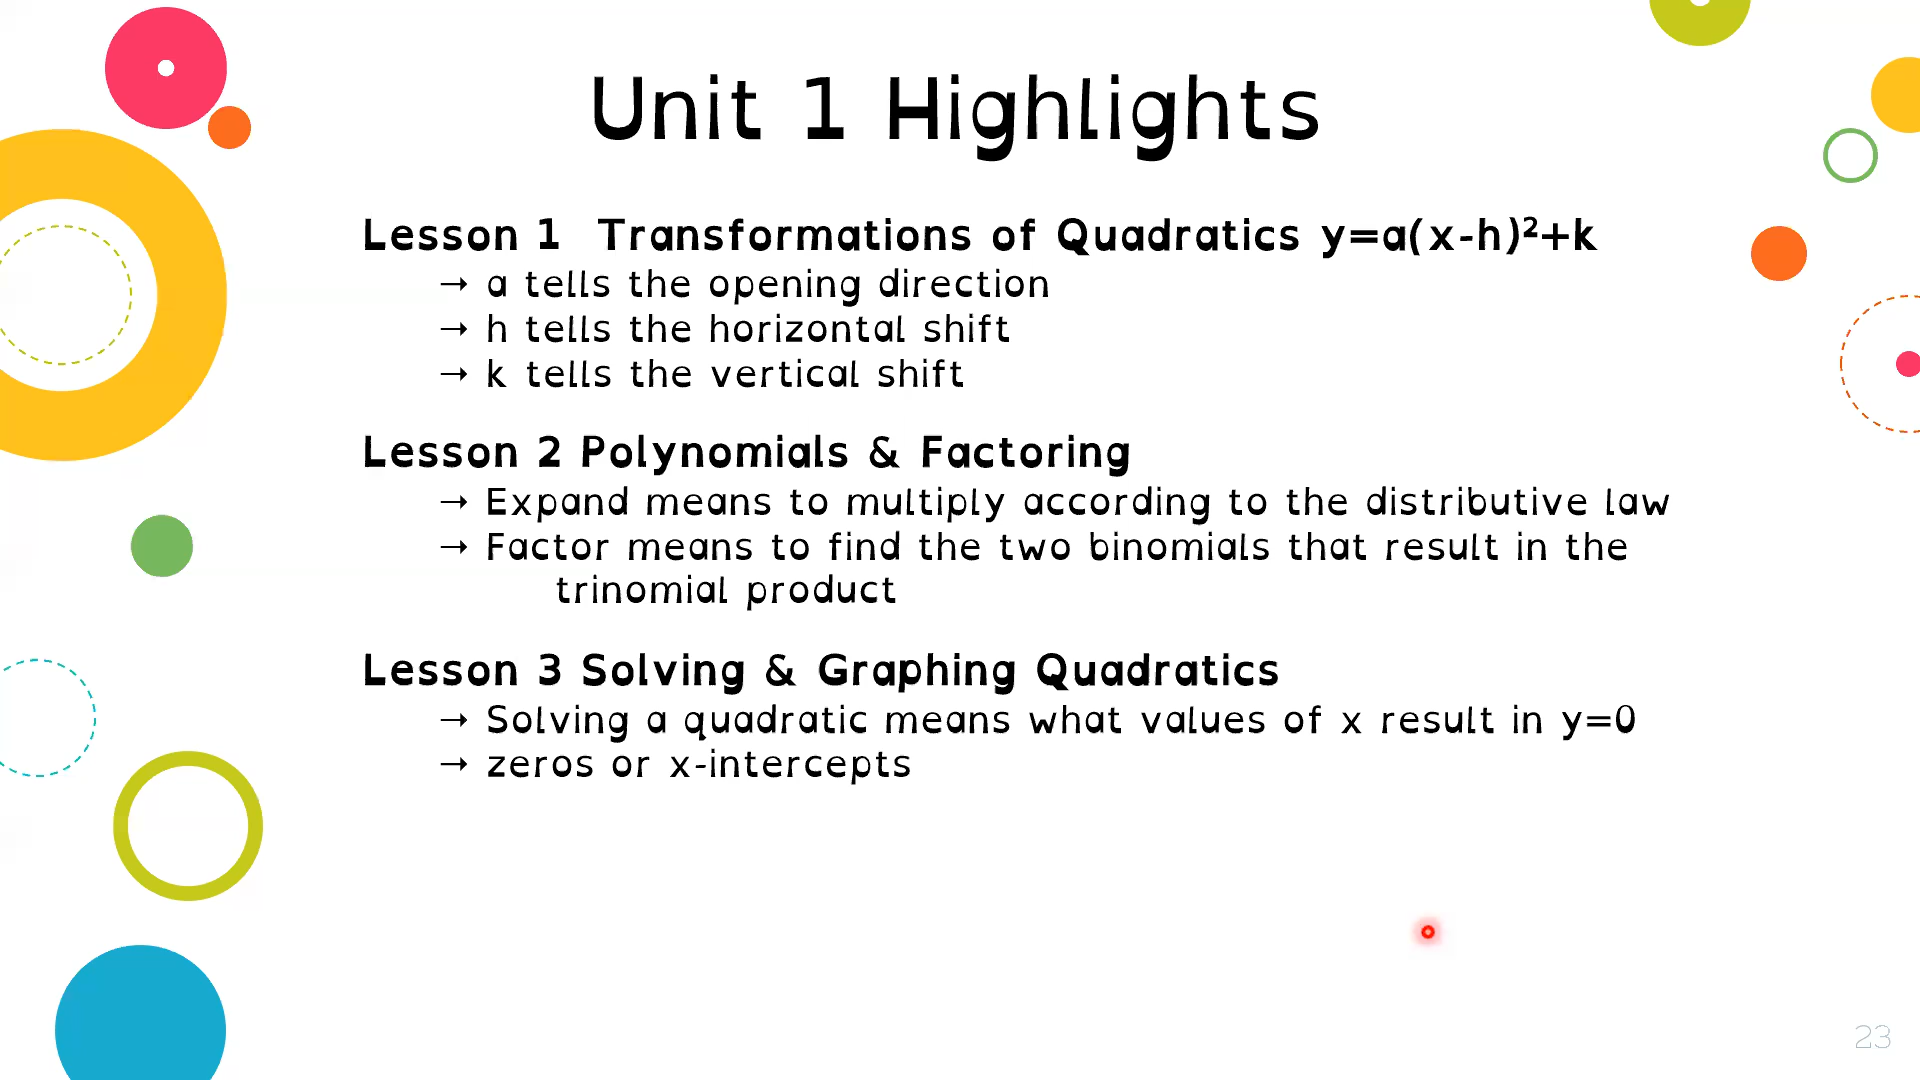 Unit 1 Highlights
Lesson 1 Transformations of Quadratics y=a(x-h)²+k
→ a tells the opening direction
→ h tells the horizontal shift
→ k tells the vertical shift
Lesson 2 Polynomials & Factoring
→ Expand means to multiply according to the distributive law
→ Factor means to find the two binomials that result in the
trinomial product
Lesson 3 Solving & Graphing Quadratics
→ Solving a quadratic means what values of x result in y=0
→ zeros or x-intercepts
23